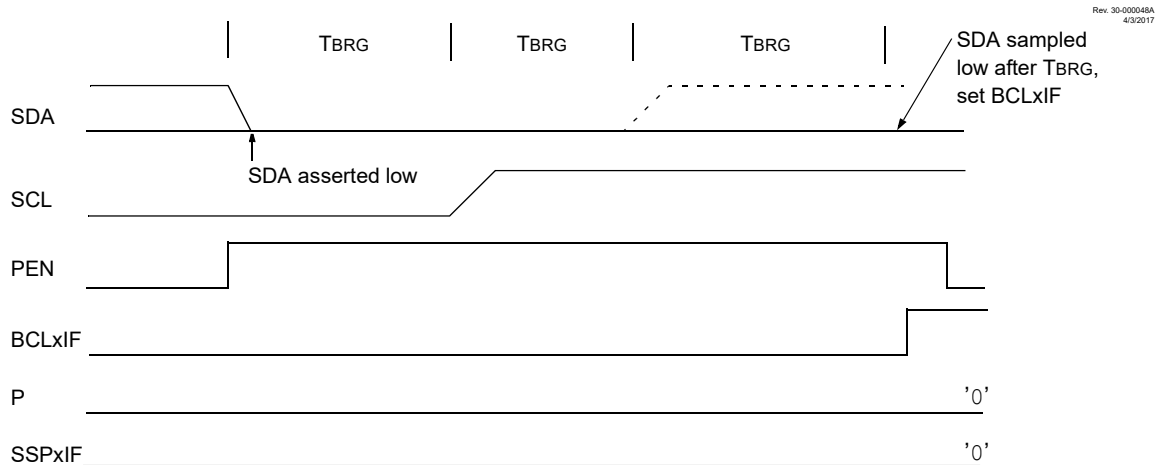 Rev. 30-000048A
4/3/2017
TBRG
TBRG
TBRG
SDA sampled
low after TBRG,
set BCLxIF
SDA
SDA asserted low
SCL
PEN
BCLxIF
P
'0'
SSPxIF
'0'